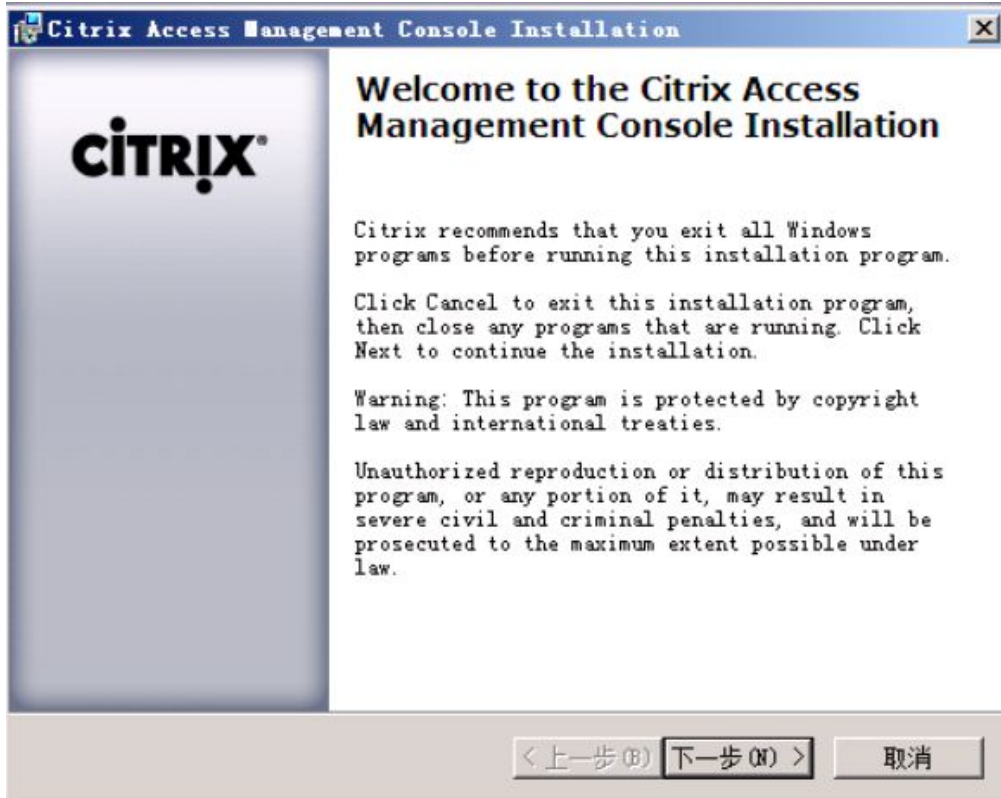 Citrix Access Management Console Installation
CITRIX®
Welcome to the Citrix Access
Management Console Installation
Citrix recommends that you exit all Windows
programs before running this installation program.
Click Cancel to exit this installation program,
then close any programs that are running. Click
Next to continue the installation.
Warning: This program is protected by copyright
law and international treaties.
Unauthorized reproduction or distribution of this
program, or any portion of it, may result in
severe civil and criminal penalties, and will be
prosecuted to the maximum extent possible under
law.
< 上一步(B) 下一步(N) > 取消